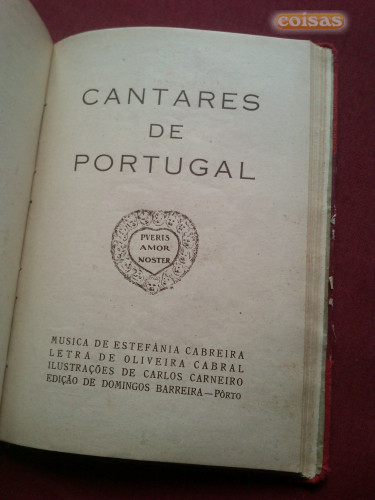 coisas
CANTARES
DE
PORTUGAL
PVERIS
AMOR
NOSTER
MUSICA DE ESTEFÂNIA CABREIRA
LETRA DE OLIVEIRA CABRAL
ILUSTRAÇÕES DE CARLOS CARNEIRO
EDIÇÃO DE DOMINGOS BARREIRA—PÔRTO